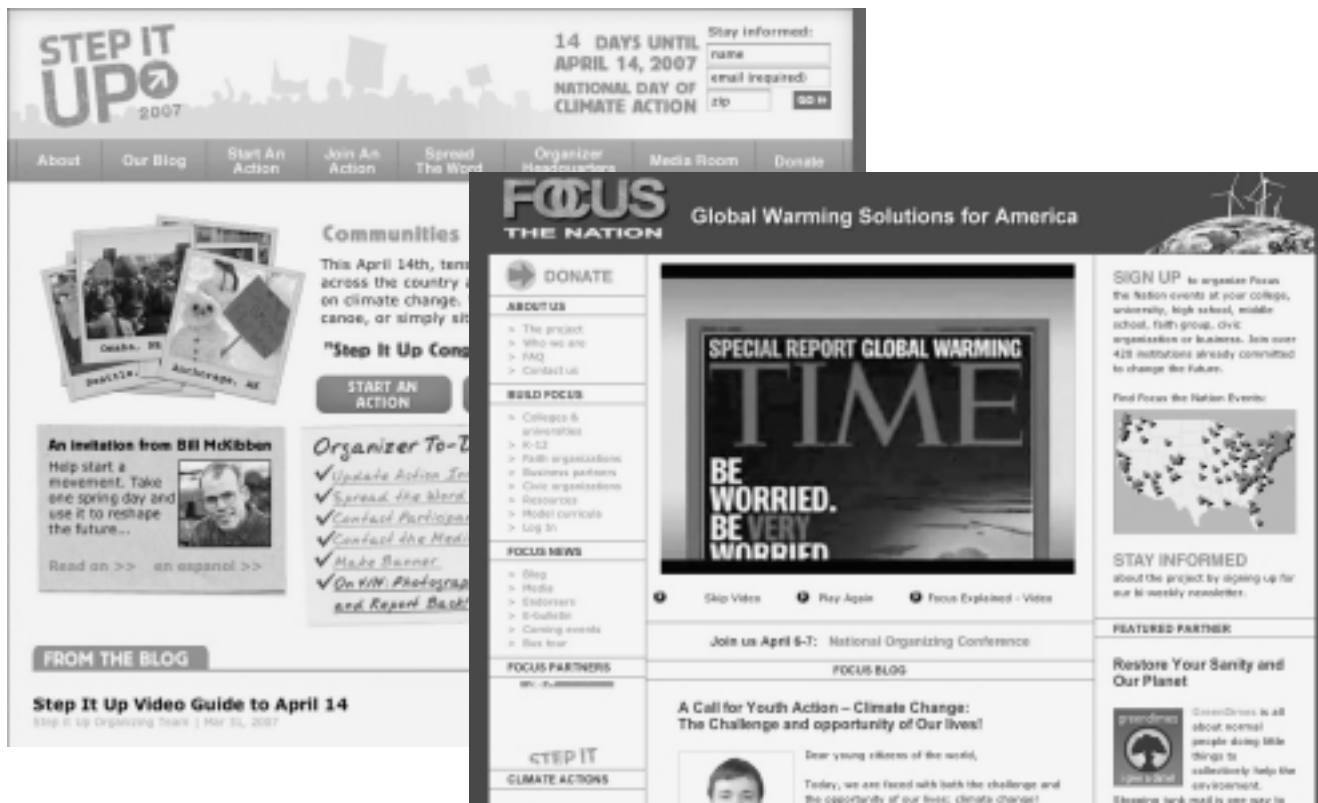 STEP IT
UP
2007
14 DAYS UNTIL
APRIL 14, 2007
NATIONAL DAY OF
CLIMATE ACTION
Stay informed:
name
email (required)
zip
GO
About
Our Blog
Start An
Action
Join An
Action
Spread
The Word
Organizer
Headquarters
Media Room
Donate
Omaha, NE
Seattle,
Anchorage, AK
Communities
This April 14th, tens
across the country a
on climate change.
canoe, or simply sit
"Step It Up Cong
START AN
ACTION
An invitation from Bill McKibben
Help start a
movement. Take
one spring day and
use it to reshape
the future...
Read on >> en espanol >>
Organizer To-D
Update Action In
Spread the Word
Contact Participan
Contact the Medi
Make Banner
On 4/14: Photograp
and Report Back!
FROM THE BLOG
Step It Up Video Guide to April 14
Step It Up Organizing Team | Mar 31, 2007
FOCUS
THE NATION
Global Warming Solutions for America
DONATE
ABOUT US
> The project
> Who we are
> FAQ
> Contact us
BUILD FOCUS
> Colleges &
universities
> K-12
> Faith organizations
> Business partners
> Civic organizations
> Resources
> Model curricula
> Log In
FOCUS NEWS
> Blog
> Media
> Endorsers
> E-bulletin
> Coming events
> Bus tour
FOCUS PARTNERS
STEP IT
CLIMATE ACTIONS
SPECIAL REPORT GLOBAL WARMING
TIME
BE
WORRIED.
BE VERY
WORRIED
Skip Video
Play Again
Focus Explained - Video
Join us April 6-7: National Organizing Conference
FOCUS BLOG
A Call for Youth Action – Climate Change:
The Challenge and opportunity of Our lives!
Dear young citizens of the world,
Today, we are faced with both the challenge and
the opportunity of our lives: climate change!
SIGN UP to organize Focus
the Nation events at your college,
university, high school, middle
school, faith group, civic
organization or business. Join over
420 institutions already committed
to change the future.
Find Focus the Nation Events:
STAY INFORMED
about the project by signing up for
our bi-weekly newsletter.
FEATURED PARTNER
Restore Your Sanity and
Our Planet
greendimes
GreenDimes is all
about normal
people doing little
things to
collectively help the
environment.
Stopping junk mail is one way to